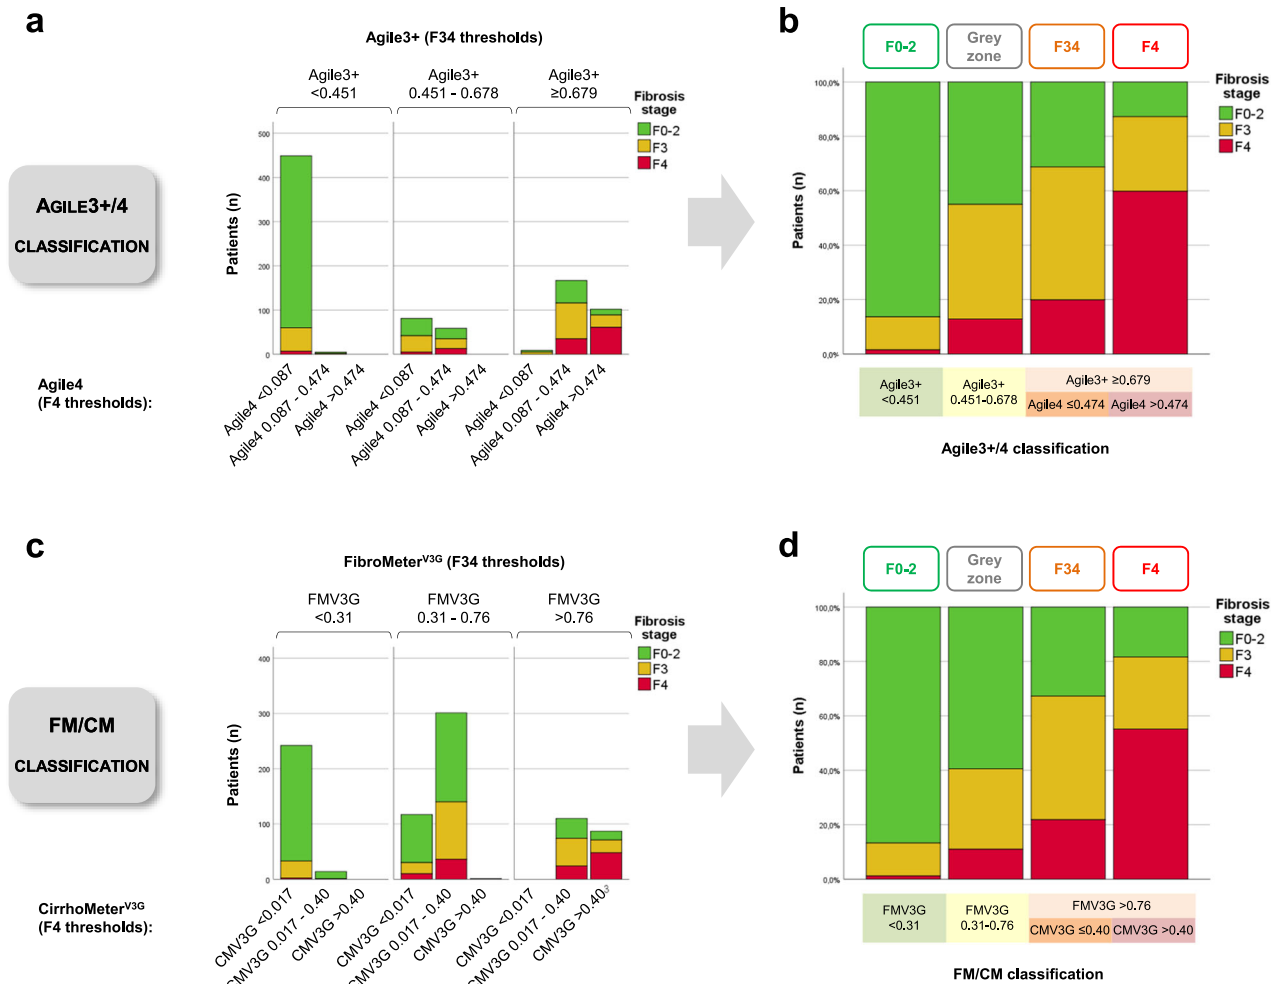 a
Agile3+ (F34 thresholds)
Agile3+
<0.451
Agile3+
0.451 - 0.678
Agile3+
≥0.679
Fibrosis
stage
F0-2
F3
F4
AGILE3+/4
CLASSIFICATION
Patients (n)
500
400
300
200
100
0
Agile4
(F4 thresholds):
Agile4 <0.087
Agile4 0.087 - 0.474
Agile4 >0.474
Agile4 <0.087
Agile4 0.087 - 0.474
Agile4 >0.474
Agile4 <0.087
Agile4 0.087 - 0.474
Agile4 >0.474
b
F0-2
Grey
zone
F34
F4
Patients (n)
100,0%
80,0%
60,0%
40,0%
20,0%
0,0%
Fibrosis
stage
F0-2
F3
F4
Agile3+
<0.451
Agile3+
0.451-0.678
Agile3+ ≥0.679
Agile4 ≤0.474
Agile4 >0.474
Agile3+/4 classification
c
FibroMeterV3G (F34 thresholds)
FMV3G
<0.31
FMV3G
0.31 - 0.76
FMV3G
>0.76
Fibrosis
stage
F0-2
F3
F4
FM/CM
CLASSIFICATION
Patients (n)
400
300
200
100
0
CirrhoMeterV3G
(F4 thresholds):
CMV3G <0.017
CMV3G 0.017 - 0.40
CMV3G >0.40
CMV3G <0.017
CMV3G 0.017 - 0.40
CMV3G >0.40
CMV3G <0.017
CMV3G 0.017 - 0.40
CMV3G >0.403
d
F0-2
Grey
zone
F34
F4
Patients (n)
100,0%
80,0%
60,0%
40,0%
20,0%
0,0%
Fibrosis
stage
F0-2
F3
F4
FMV3G
<0.31
FMV3G
0.31-0.76
FMV3G >0.76
CMV3G ≤0.40
CMV3G >0.40
FM/CM classification